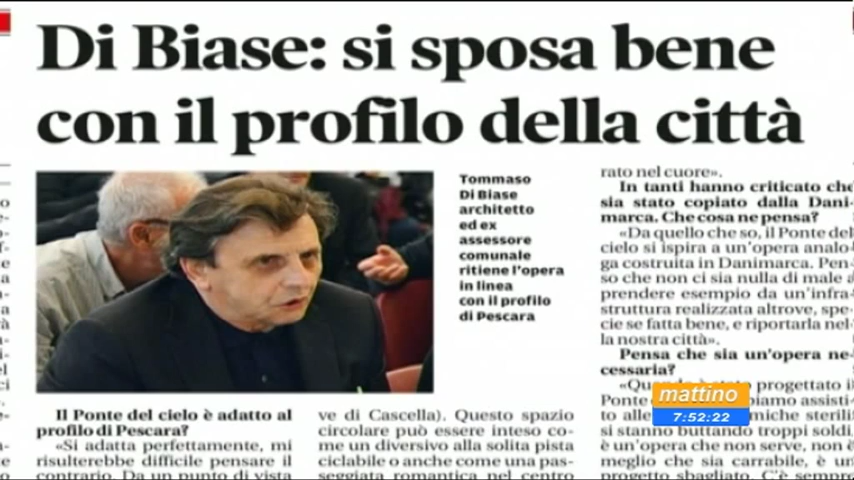 Di Biase: si sposa bene
con il profilo della città
Tommaso
Di Biase
architetto
ed ex
assessore
comunale
ritiene l'opera
in linea
con il profilo
di Pescara
Il Ponte del cielo è adatto al
profilo di Pescara?
«Si adatta perfettamente, mi
risulterebbe difficile pensare il
contrario. Da un punto di vista
ve di Cascella). Questo spazio
circolare può essere inteso co-
me un diversivo alla solita pista
ciclabile o anche come una pas-
seggiata romantica nel centro
rato nel cuore».
In tanti hanno criticato che
sia stato copiato dalla Dani-
marca. Che cosa ne pensa?
«Da quello che so, il Ponte del
cielo si ispira a un'opera analo-
ga costruita in Danimarca. Pen-
so che non ci sia nulla di male a
prendere esempio da un'infra-
struttura realizzata altrove, spe-
cie se fatta bene, e riportarla nel-
la nostra città».
Pensa che sia un'opera ne-
cessaria?
progettato il
Ponte
assisti-
to alle sterili
si stanno buttando troppi soldi.
è un'opera che non serve, non è
meglio che sia carrabile, è un
progetto sbagliato. C'è sempre
mattino
7:52:22